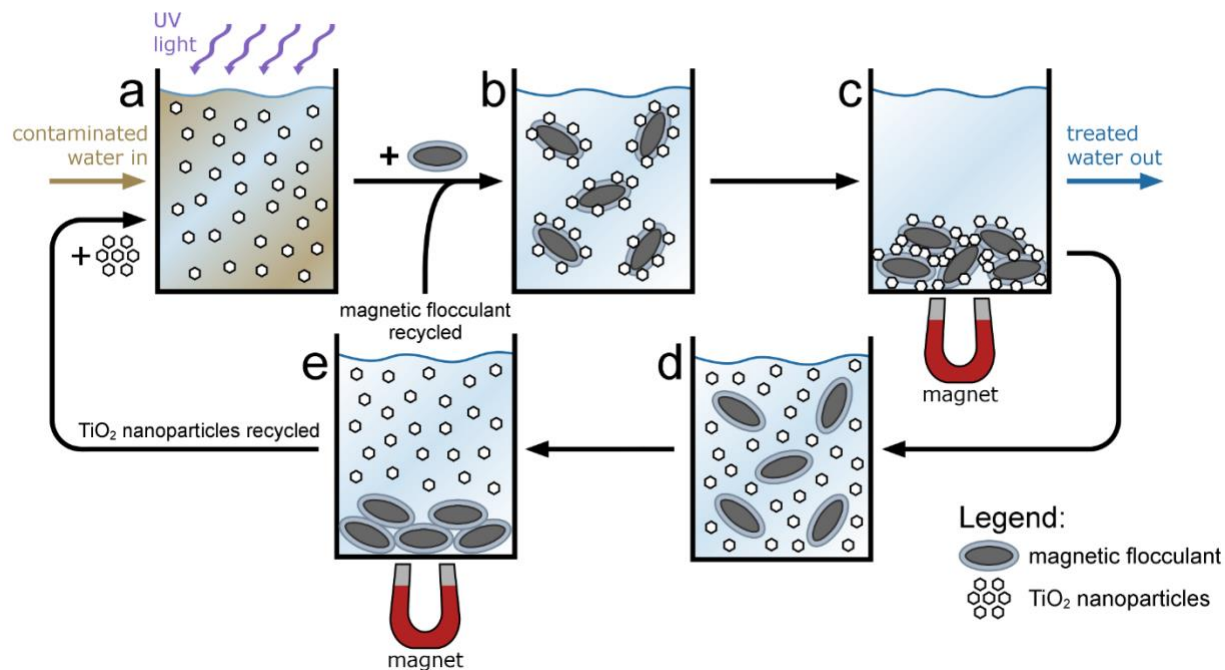 UV
light
a
contaminated
water in
+
+
b
c
treated
water out
magnetic flocculant
recycled
magnet
e
d
TiO₂ nanoparticles recycled
magnet
Legend:
magnetic flocculant
TiO₂ nanoparticles